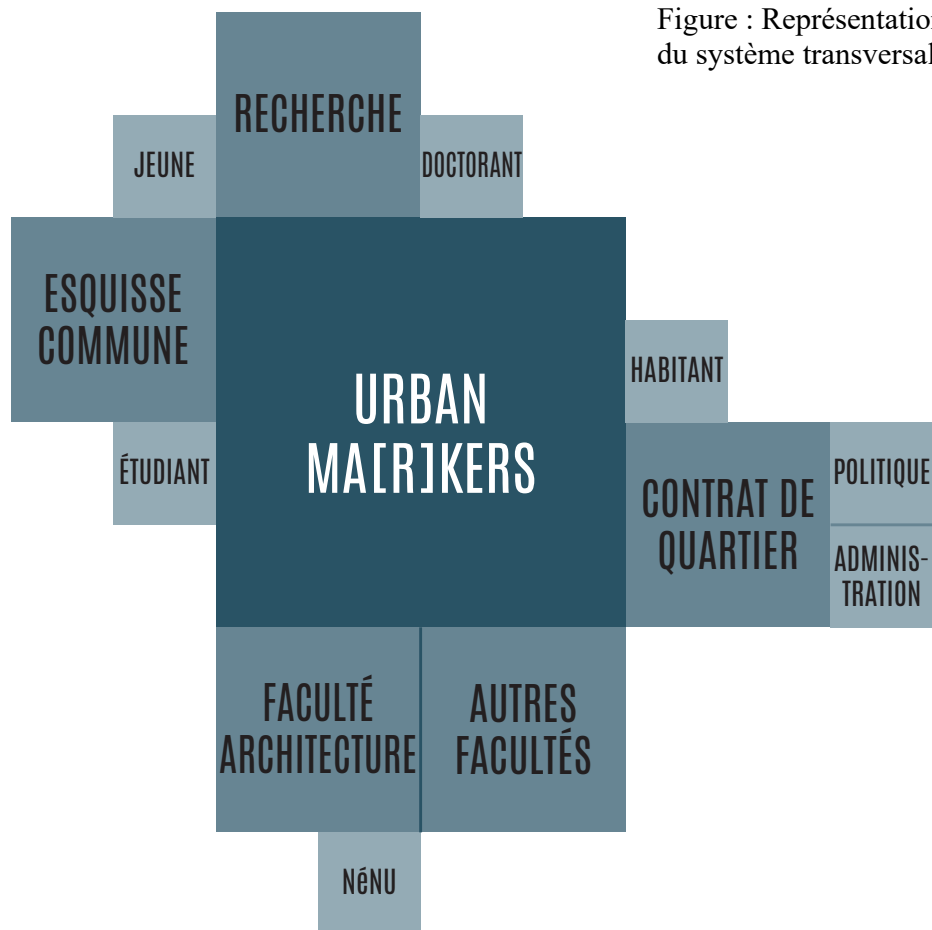 Figure : Représentation
du système transversal
RECHERCHE
JEUNE
DOCTORANT
ESQUISSE
COMMUNE
HABITANT
URBAN
MA[R]KERS
ÉTUDIANT
POLITIQUE
CONTRAT DE
QUARTIER
ADMINIS-
TRATION
FACULTÉ
ARCHITECTURE
AUTRES
FACULTÉS
NéNU